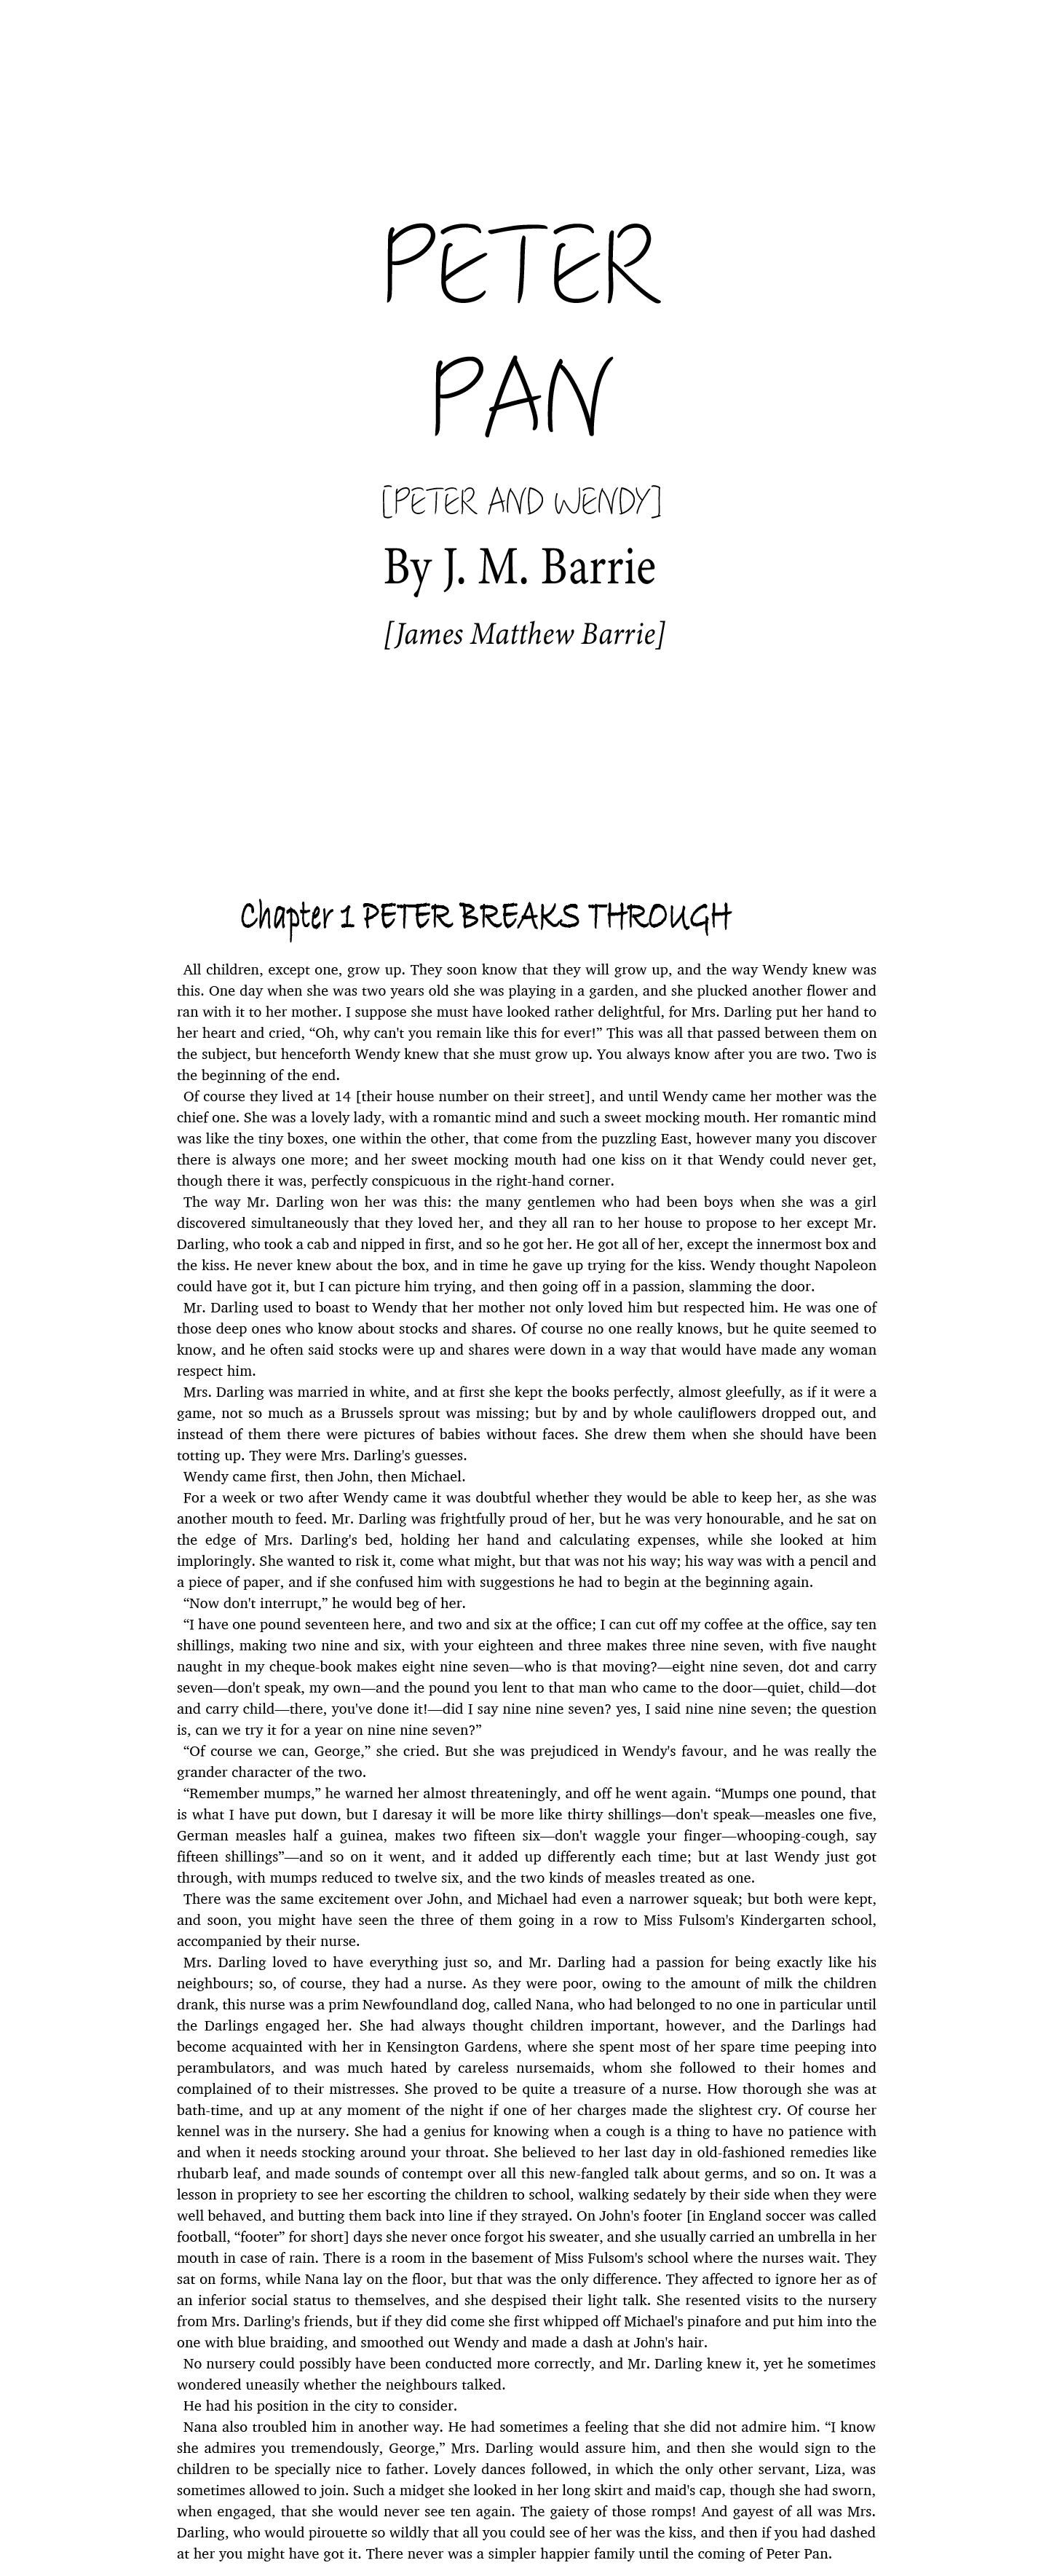 PETER
PAN
[PETER AND WENDY]
By J. M. Barrie
[James Matthew Barrie]
Chapter 1 PETER BREAKS THROUGH
All children, except one, grow up. They soon know that they will grow up, and the way Wendy knew was
this. One day when she was two years old she was playing in a garden, and she plucked another flower and
ran with it to her mother. I suppose she must have looked rather delightful, for Mrs. Darling put her hand to
her heart and cried, “Oh, why can't you remain like this for ever!” This was all that passed between them on
the subject, but henceforth Wendy knew that she must grow up. You always know after you are two. Two is
the beginning of the end.
Of course they lived at 14 [their house number on their street], and until Wendy came her mother was the
chief one. She was a lovely lady, with a romantic mind and such a sweet mocking mouth. Her romantic mind
was like the tiny boxes, one within the other, that come from the puzzling East, however many you discover
there is always one more; and her sweet mocking mouth had one kiss on it that Wendy could never get,
though there it was, perfectly conspicuous in the right-hand corner.
The way Mr. Darling won her was this: the many gentlemen who had been boys when she was a girl
discovered simultaneously that they loved her, and they all ran to her house to propose to her except Mr.
Darling, who took a cab and nipped in first, and so he got her. He got all of her, except the innermost box and
the kiss. He never knew about the box, and in time he gave up trying for the kiss. Wendy thought Napoleon
could have got it, but I can picture him trying, and then going off in a passion, slamming the door.
Mr. Darling used to boast to Wendy that her mother not only loved him but respected him. He was one of
those deep ones who know about stocks and shares. Of course no one really knows, but he quite seemed to
know, and he often said stocks were up and shares were down in a way that would have made any woman
respect him.
Mrs. Darling was married in white, and at first she kept the books perfectly, almost gleefully, as if it were a
game, not so much as a Brussels sprout was missing; but by and by whole cauliflowers dropped out, and
instead of them there were pictures of babies without faces. She drew them when she should have been
totting up. They were Mrs. Darling's guesses.
Wendy came first, then John, then Michael.
For a week or two after Wendy came it was doubtful whether they would be able to keep her, as she was
another mouth to feed. Mr. Darling was frightfully proud of her, but he was very honourable, and he sat on
the edge of Mrs. Darling's bed, holding her hand and calculating expenses, while she looked at him
imploringly. She wanted to risk it, come what might, but that was not his way; his way was with a pencil and
a piece of paper, and if she confused him with suggestions he had to begin at the beginning again.
“Now don't interrupt,” he would beg of her.
“I have one pound seventeen here, and two and six at the office; I can cut off my coffee at the office, say ten
shillings, making two nine and six, with your eighteen and three makes three nine seven, with five naught
naught in my cheque-book makes eight nine seven—who is that moving?—eight nine seven, dot and carry
seven—don't speak, my own—and the pound you lent to that man who came to the door—quiet, child—dot
and carry child—there, you've done it!—did I say nine nine seven? yes, I said nine nine seven; the question
is, can we try it for a year on nine nine seven?”
“Of course we can, George,” she cried. But she was prejudiced in Wendy's favour, and he was really the
grander character of the two.
“Remember mumps,” he warned her almost threateningly, and off he went again. “Mumps one pound, that
is what I have put down, but I daresay it will be more like thirty shillings—don't speak—measles one five,
German measles half a guinea, makes two fifteen six—don't waggle your finger—whooping-cough, say
fifteen shillings”—and so on it went, and it added up differently each time; but at last Wendy just got
through, with mumps reduced to twelve six, and the two kinds of measles treated as one.
There was the same excitement over John, and Michael had even a narrower squeak; but both were kept,
and soon, you might have seen the three of them going in a row to Miss Fulsom's Kindergarten school,
accompanied by their nurse.
Mrs. Darling loved to have everything just so, and Mr. Darling had a passion for being exactly like his
neighbours; so, of course, they had a nurse. As they were poor, owing to the amount of milk the children
drank, this nurse was a prim Newfoundland dog, called Nana, who had belonged to no one in particular until
the Darlings engaged her. She had always thought children important, however, and the Darlings had
become acquainted with her in Kensington Gardens, where she spent most of her spare time peeping into
perambulators, and was much hated by careless nursemaids, whom she followed to their homes and
complained of to their mistresses. She proved to be quite a treasure of a nurse. How thorough she was at
bath-time, and up at any moment of the night if one of her charges made the slightest cry. Of course her
kennel was in the nursery. She had a genius for knowing when a cough is a thing to have no patience with
and when it needs stocking around your throat. She believed to her last day in old-fashioned remedies like
rhubarb leaf, and made sounds of contempt over all this new-fangled talk about germs, and so on. It was a
lesson in propriety to see her escorting the children to school, walking sedately by their side when they were
well behaved, and butting them back into line if they strayed. On John's footer [in England soccer was called
football, “footer” for short] days she never once forgot his sweater, and she usually carried an umbrella in her
mouth in case of rain. There is a room in the basement of Miss Fulsom's school where the nurses wait. They
sat on forms, while Nana lay on the floor, but that was the only difference. They affected to ignore her as of
an inferior social status to themselves, and she despised their light talk. She resented visits to the nursery
from Mrs. Darling's friends, but if they did come she first whipped off Michael's pinafore and put him into the
one with blue braiding, and smoothed out Wendy and made a dash at John's hair.
No nursery could possibly have been conducted more correctly, and Mr. Darling knew it, yet he sometimes
wondered uneasily whether the neighbours talked.
He had his position in the city to consider.
Nana also troubled him in another way. He had sometimes a feeling that she did not admire him. “I know
she admires you tremendously, George,” Mrs. Darling would assure him, and then she would sign to the
children to be specially nice to father. Lovely dances followed, in which the only other servant, Liza, was
sometimes allowed to join. Such a midget she looked in her long skirt and maid's cap, though she had sworn,
when engaged, that she would never see ten again. The gaiety of those romps! And gayest of all was Mrs.
Darling, who would pirouette so wildly that all you could see of her was the kiss, and then if you had dashed
at her you might have got it. There never was a simpler happier family until the coming of Peter Pan.